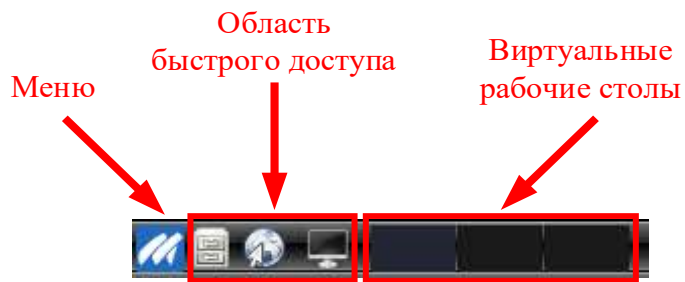 Область
быстрого доступа
Виртуальные
рабочие столы
Меню